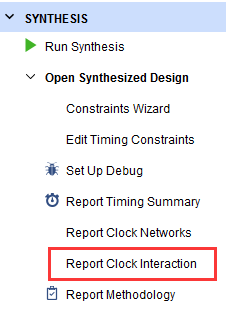 SYNTHESIS
Run Synthesis
Open Synthesized Design
Constraints Wizard
Edit Timing Constraints
Set Up Debug
Report Timing Summary
Report Clock Networks
Report Clock Interaction
Report Methodology